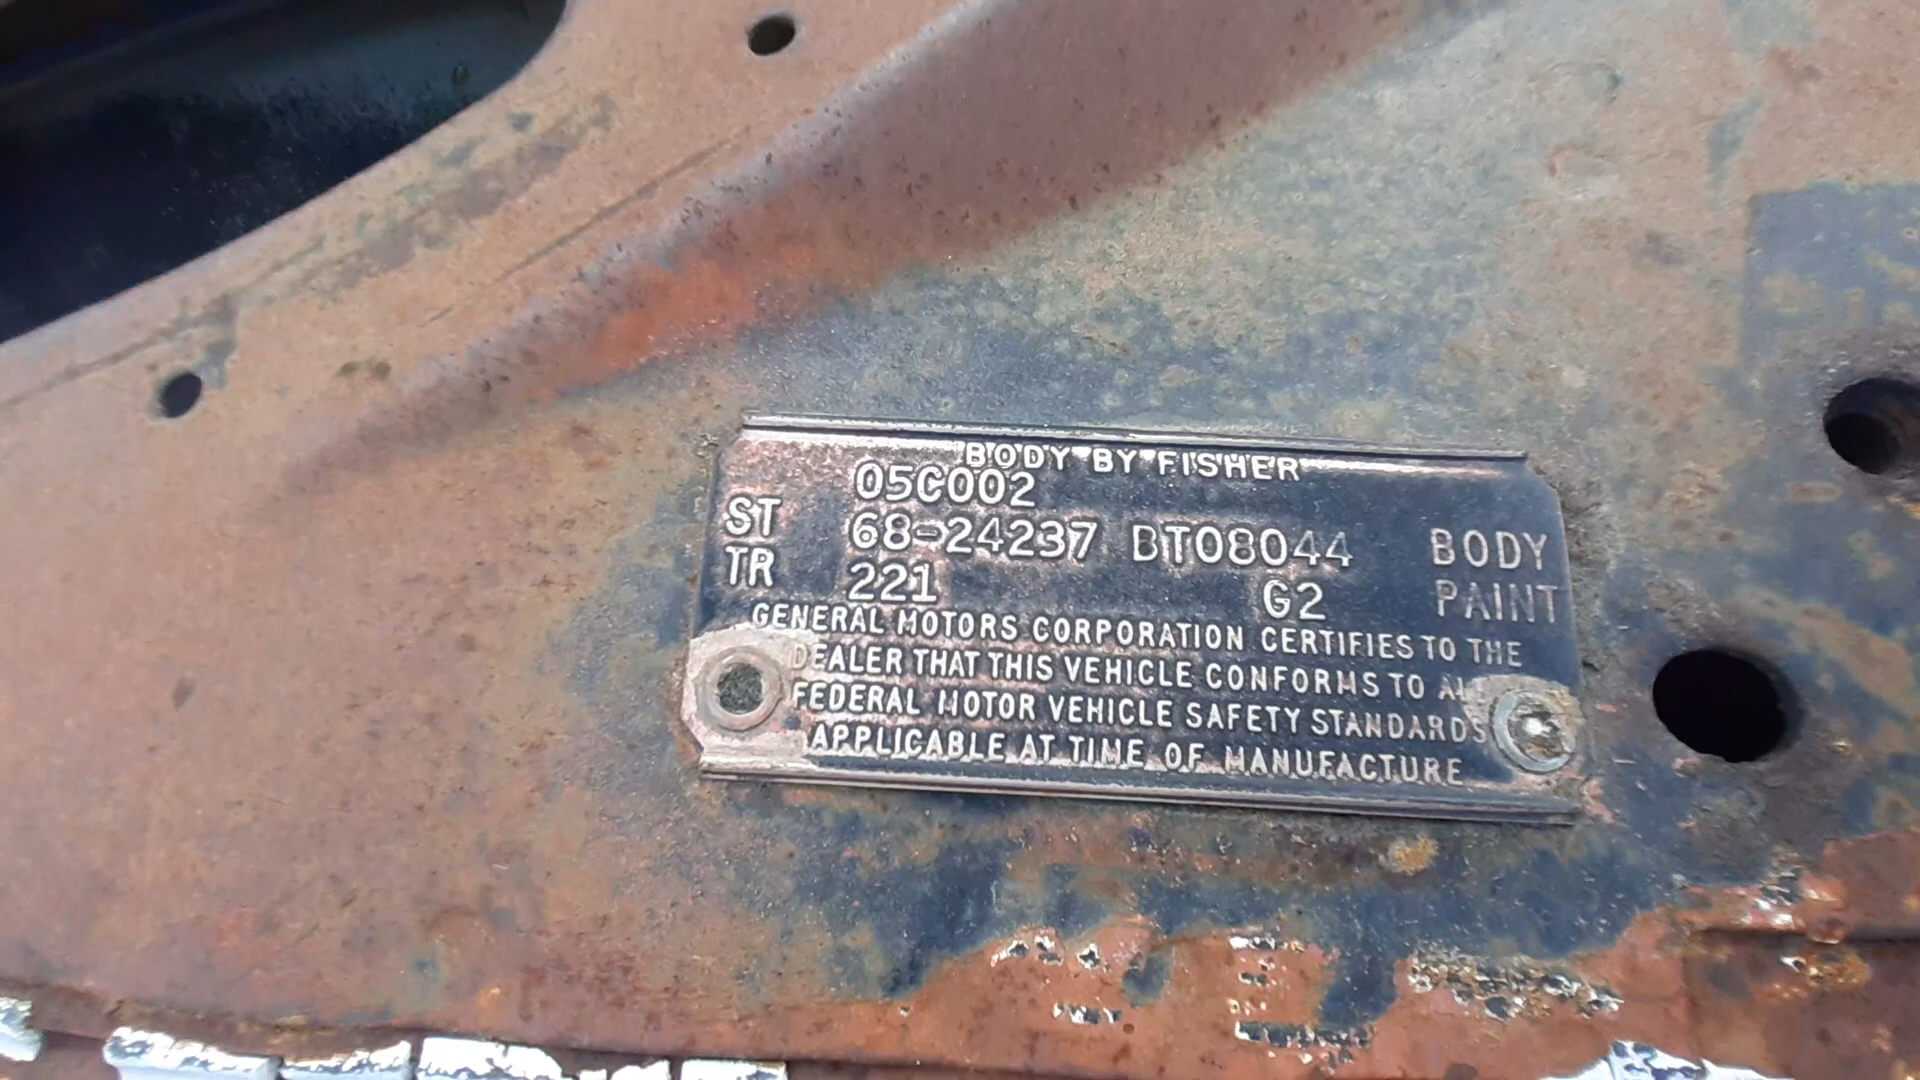 BODY BY FISHER
05C002
ST 68-24237 BT08044 BODY
TR 221 G2 PAINT
GENERAL MOTORS CORPORATION CERTIFIES TO THE
DEALER THAT THIS VEHICLE CONFORMS TO ALL
FEDERAL MOTOR VEHICLE SAFETY STANDARDS
APPLICABLE AT TIME OF MANUFACTURE